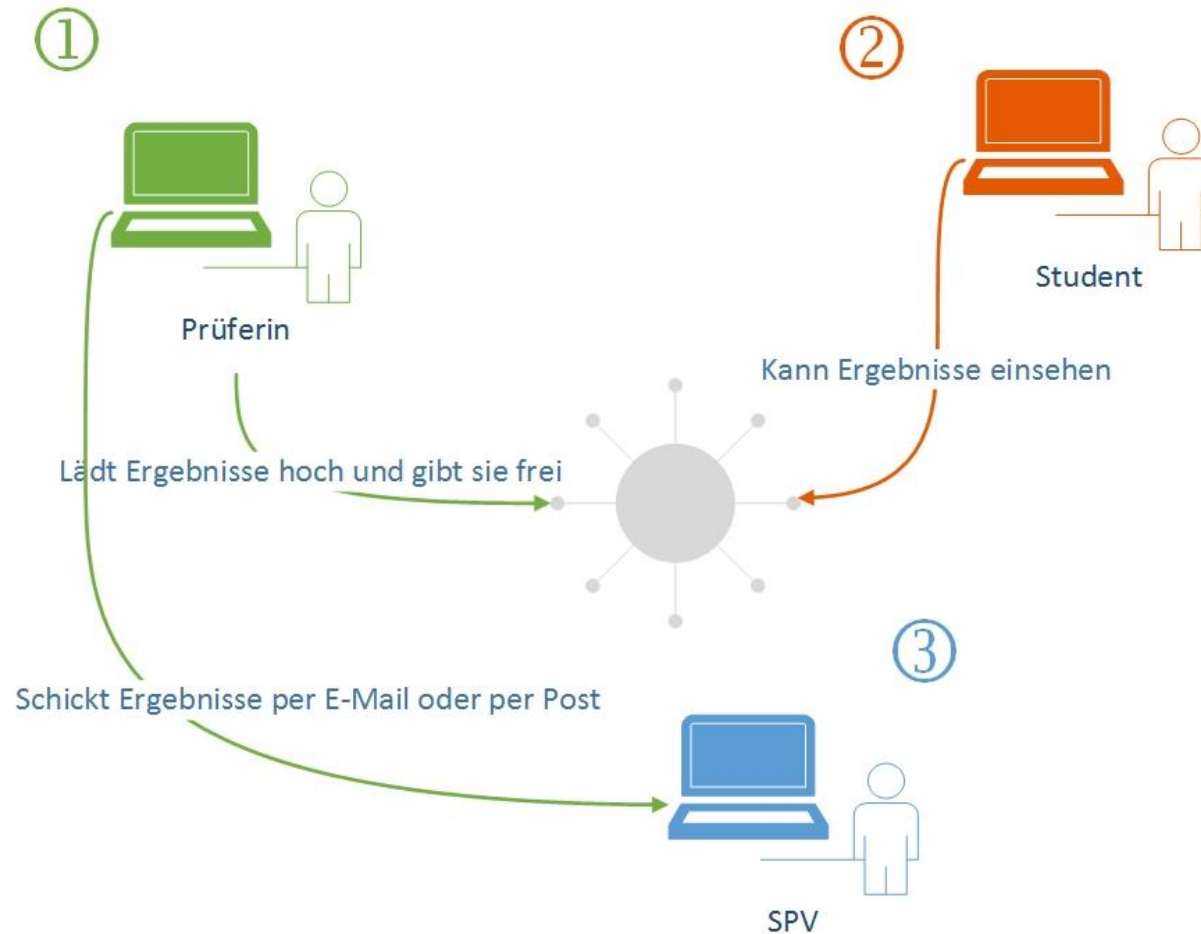 ①
②
Prüferin
Student
Kann Ergebnisse einsehen
Lädt Ergebnisse hoch und gibt sie frei
③
Schickt Ergebnisse per E-Mail oder per Post
SPV